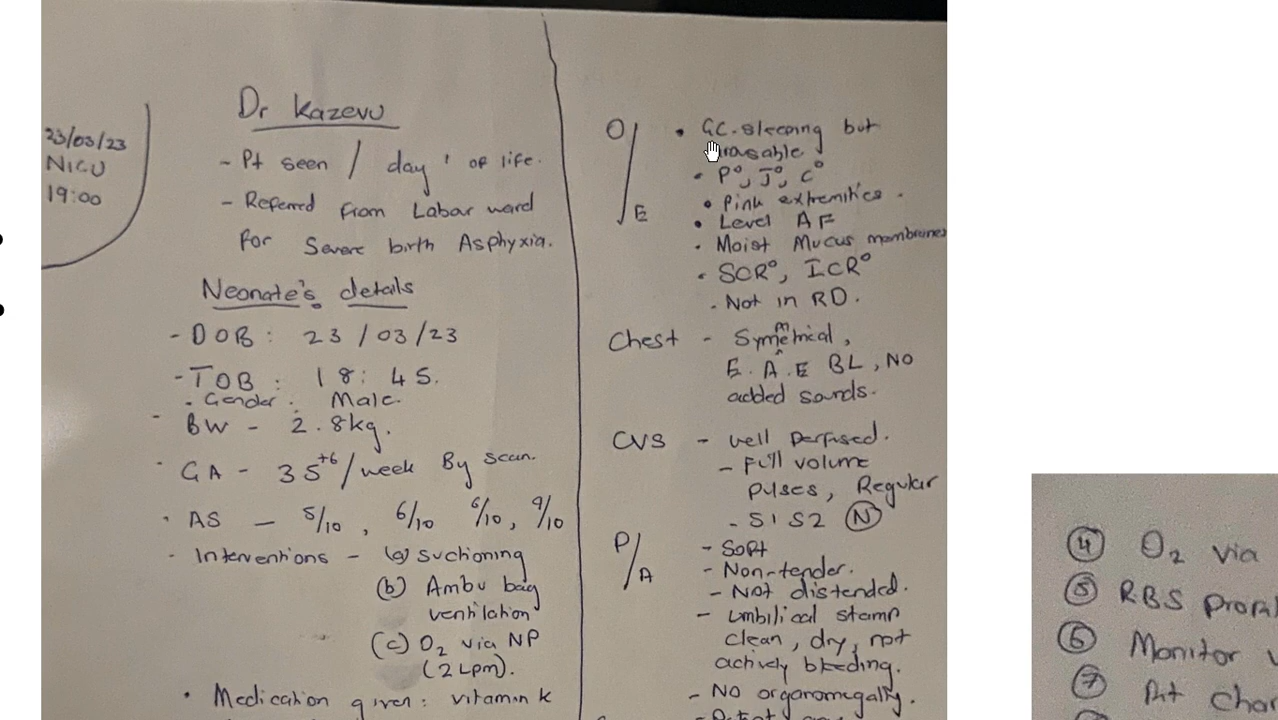 23/03/23
NICU
19:00
Dr Kazevu
- Pt seen / day 1 of life.
- Referred from Labour ward
for Severe birth Asphyxia.
Neonate's details
- DOB : 23/03/23
- TOB : 18:45.
- Gender : Male.
- BW - 2.8kg.
- GA - 35+6/week By scan.
- AS - 5/10, 6/10 6/10, 9/10
- Interventions - (a) Suctioning
(b) Ambu bag
ventilation
(c) O2 via NP
(2 Lpm).
• Medication given: vitamin k
O/E
• GC-sleeping but
arousable
• P°, J°, C°
• Pink extremities.
• Level AF
• Moist Mucus membranes
• SCR°, ICR°
- Not in RD.
Chest - Symmetrical,
E.A.E BL, No
added sounds.
CVS - well perfused.
- Full volume
pulses, Regular
- S1 S2 (N)
P/A
- Soft
- Non-tender.
- Not distended.
- umbilical stamp
clean, dry, not
actively bleeding.
- No organomegally.
- Patent
④ O2 via
⑤ RBS
⑥ Monitor
⑦